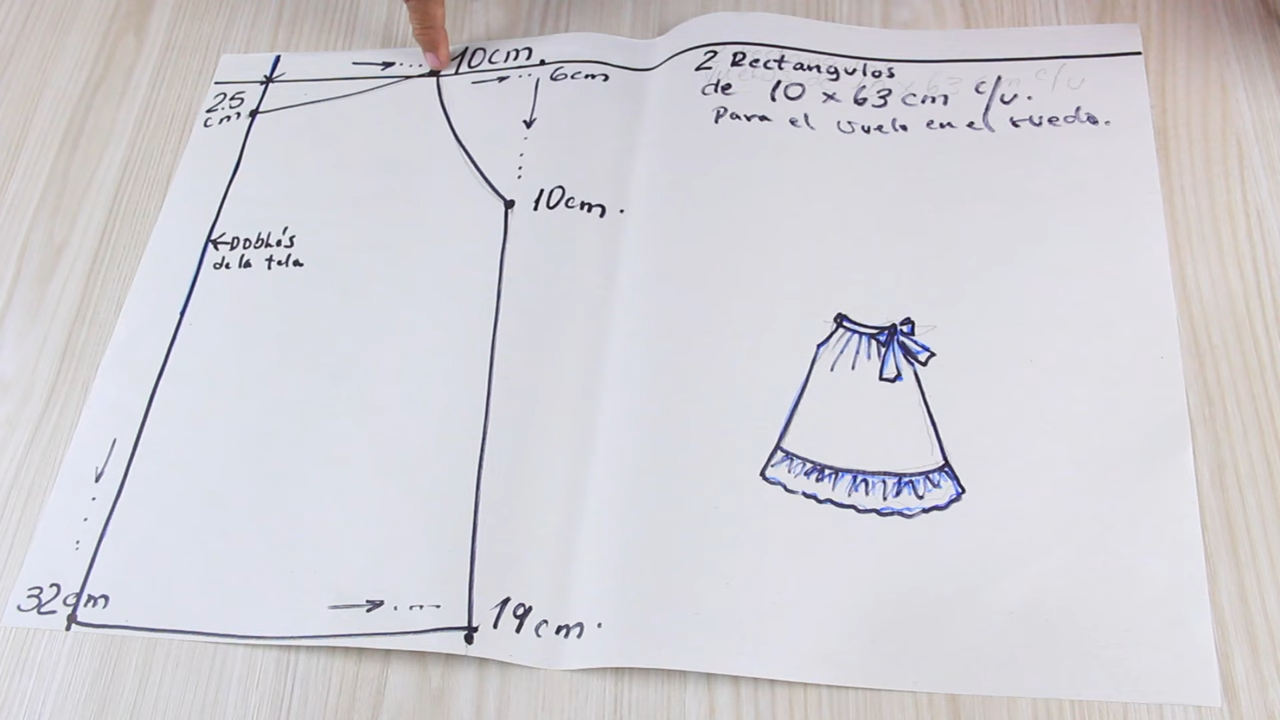 10cm.
6cm
2.5
cm
10cm.
←Doblés
de la tela
32cm
19cm.
2 Rectangulos
de 10 x 63 cm c/u.
Para el vuelo en el ruedo.